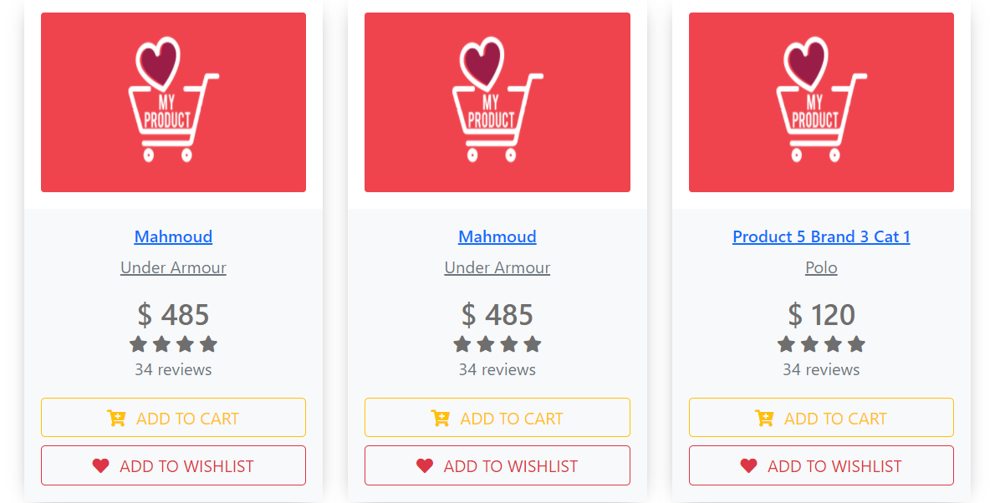 MY
PRODUCT
Mahmoud
Under Armour
$ 485
34 reviews
ADD TO CART
ADD TO WISHLIST
MY
PRODUCT
Mahmoud
Under Armour
$ 485
34 reviews
ADD TO CART
ADD TO WISHLIST
MY
PRODUCT
Product 5 Brand 3 Cat 1
Polo
$ 120
34 reviews
ADD TO CART
ADD TO WISHLIST